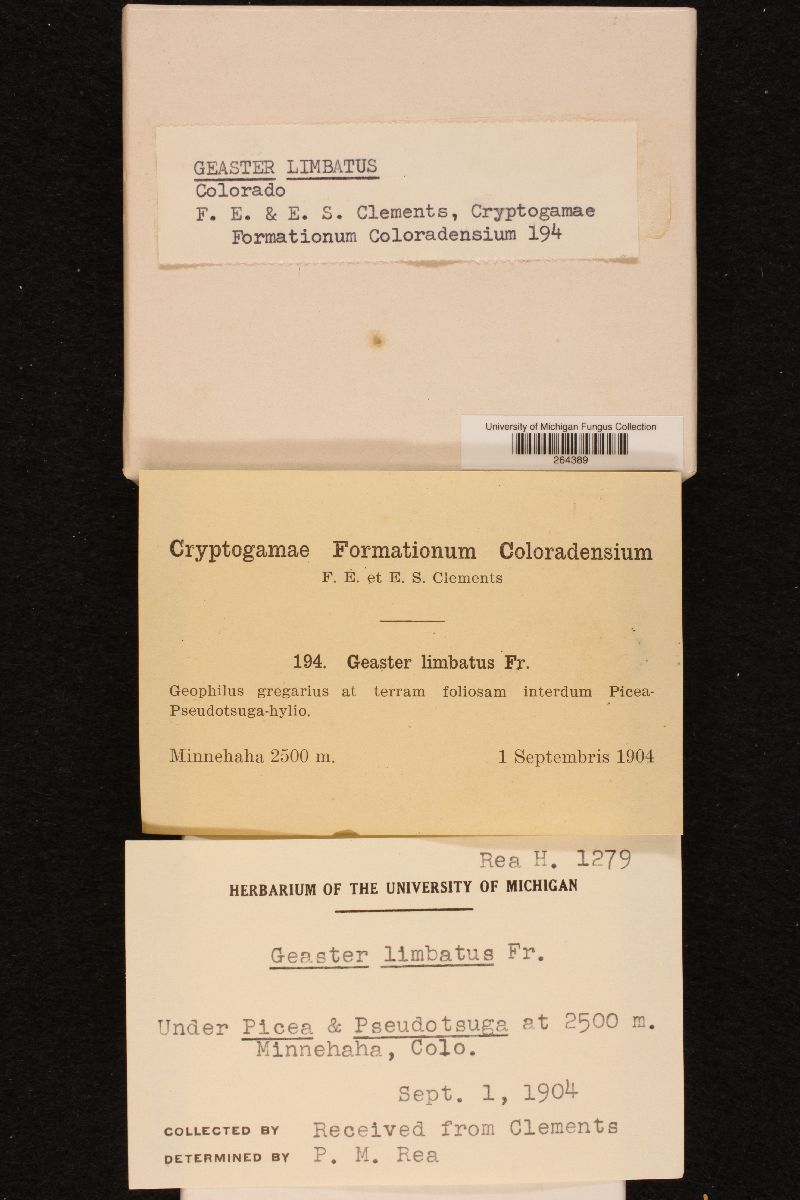 GEASTER LIMBATUS
Colorado
F. E. & E. S. Clements, Cryptogamae
Formationum Coloradensium 194
University of Michigan Fungus Collection
264389
Cryptogamae Formationum Coloradensium
F. E. et E. S. Clements
194. Geaster limbatus Fr.
Geophilus gregarius at terram foliosam interdum Picea-
Pseudotsuga-hylio.
Minnehaha 2500 m. 1 Septembris 1904
Rea H. 1279
HERBARIUM OF THE UNIVERSITY OF MICHIGAN
Geaster limbatus Fr.
Under Picea & Pseudotsuga at 2500 m.
Minnehaha, Colo.
Sept. 1, 1904
COLLECTED BY Received from Clements
DETERMINED BY P. M. Rea